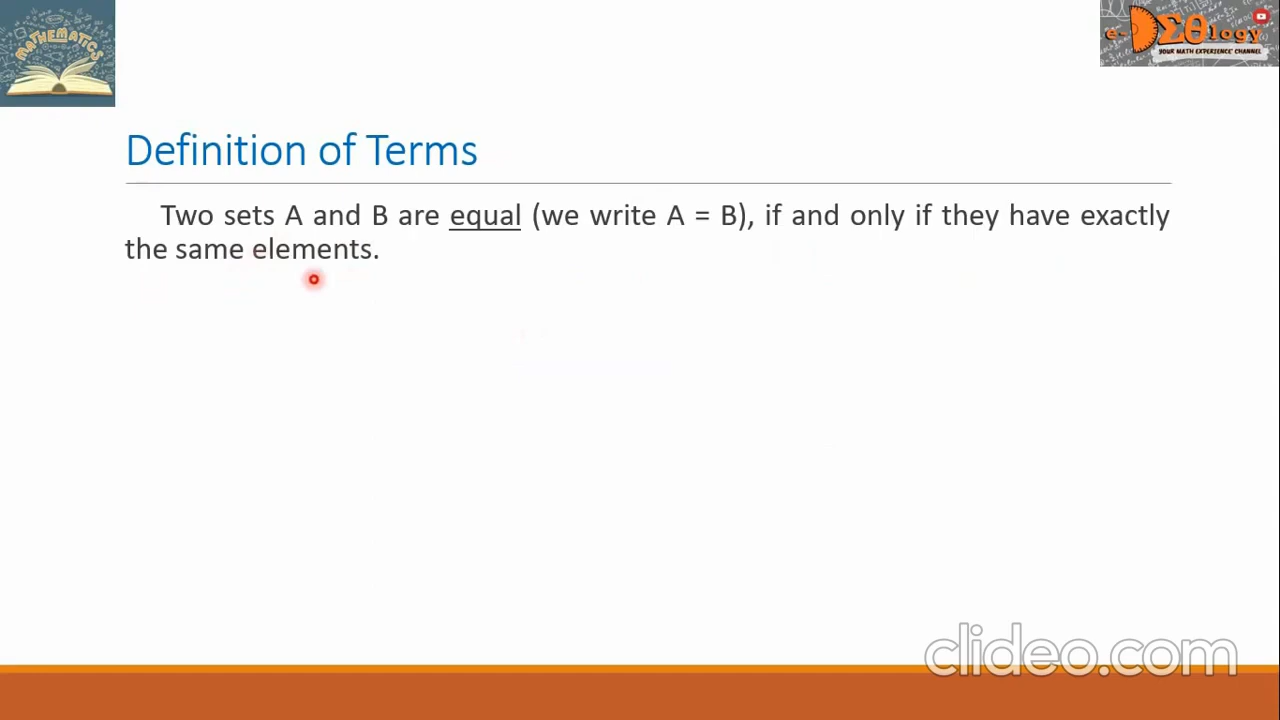 MATHEMATICS
e-DΣΘlogy
YOUR MATH EXPERIENCE CHANNEL
Definition of Terms
Two sets A and B are equal (we write A = B), if and only if they have exactly
the same elements.
clideo.com